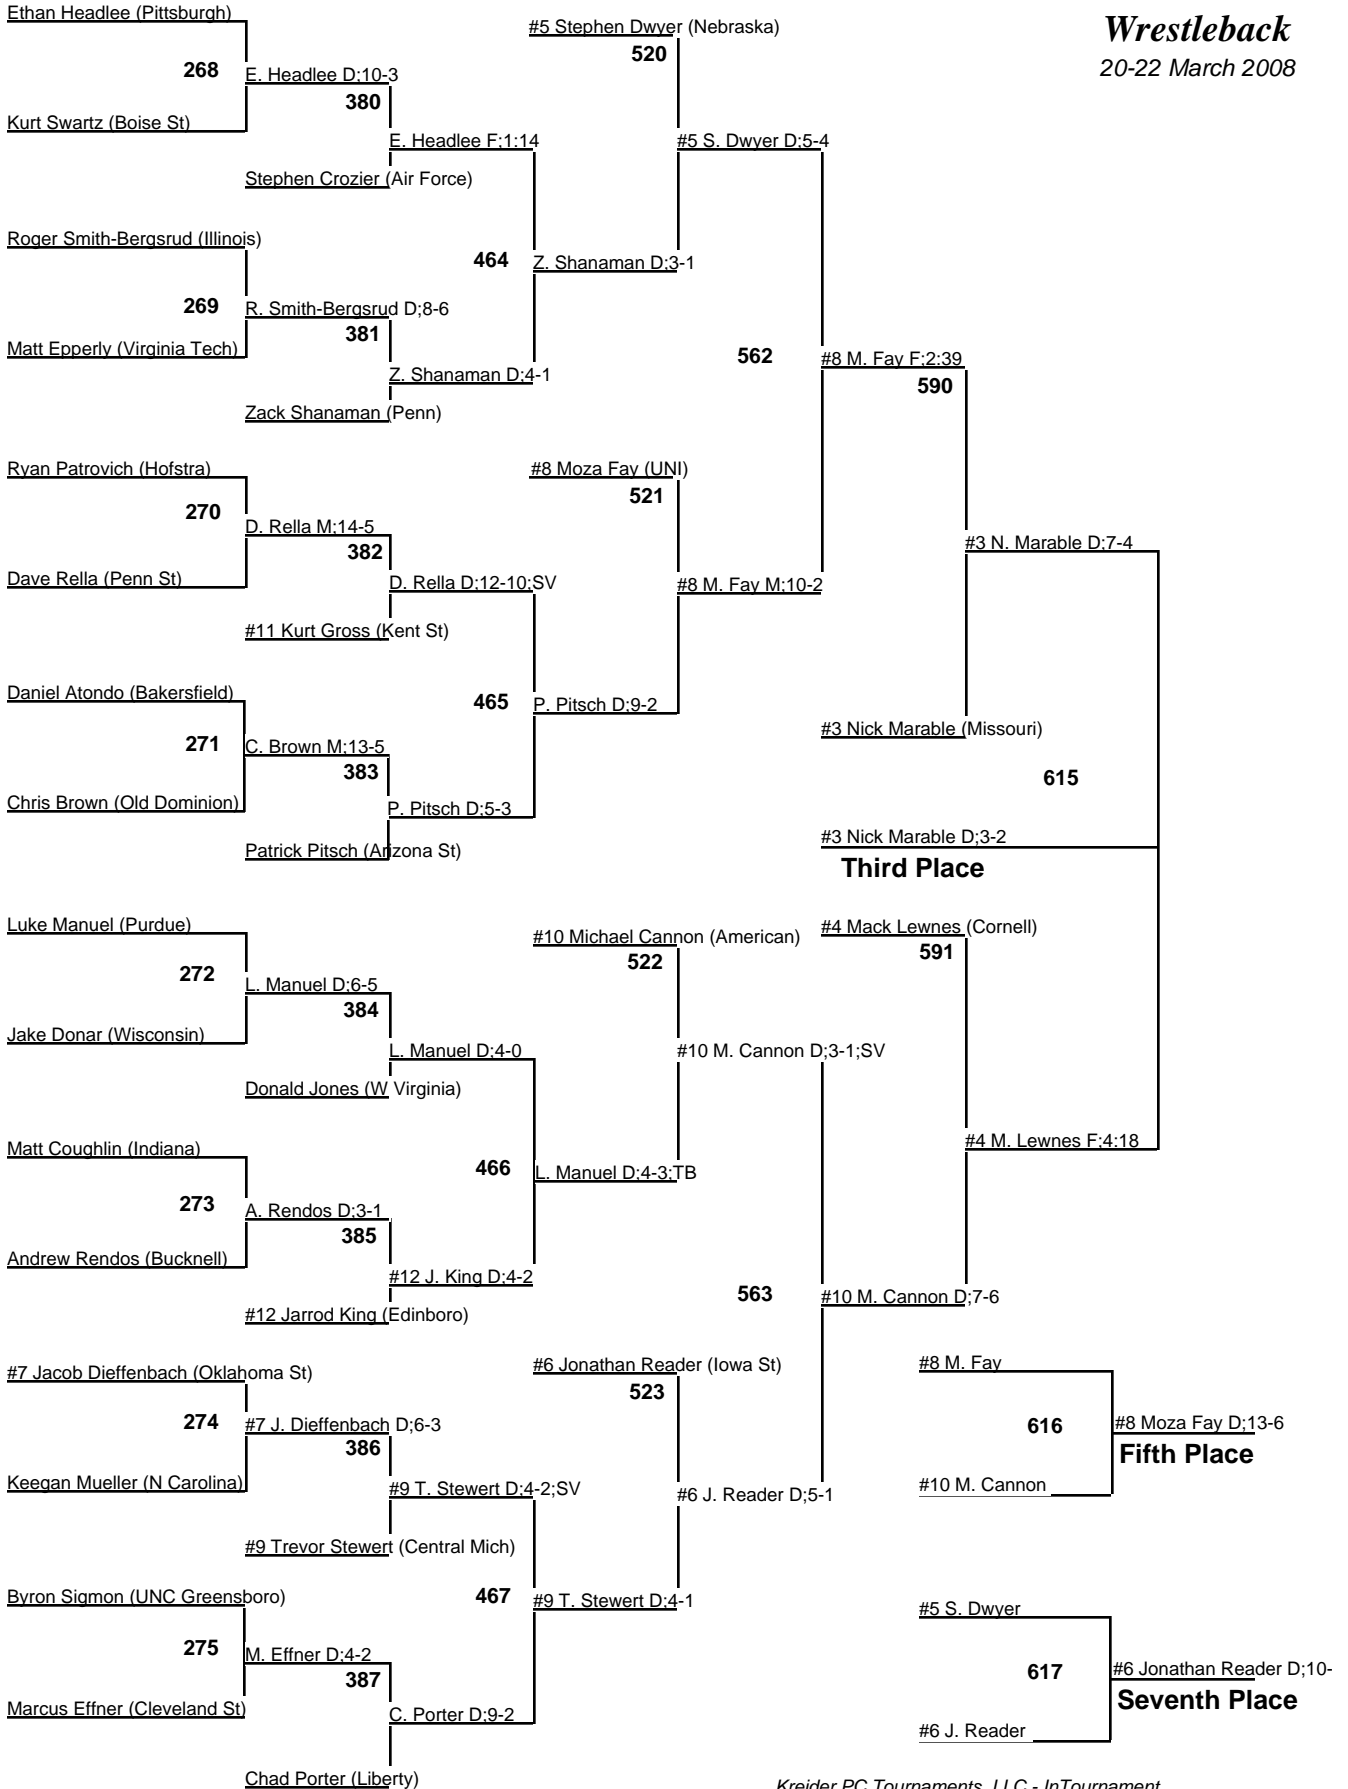 Wrestleback
20-22 March 2008
Ethan Headlee (Pittsburgh)
#5 Stephen Dwyer (Nebraska)
520
268
E. Headlee D;10-3
380
Kurt Swartz (Boise St)
E. Headlee F;1:14
#5 S. Dwyer D;5-4
Stephen Crozier (Air Force)
Roger Smith-Bergsrud (Illinois)
464
Z. Shanaman D;3-1
269
R. Smith-Bergsrud D;8-6
381
Matt Epperly (Virginia Tech)
562
#8 M. Fay F;2:39
590
Z. Shanaman D;4-1
Zack Shanaman (Penn)
Ryan Patrovich (Hofstra)
#8 Moza Fay (UNI)
521
270
D. Rella M;14-5
382
#3 N. Marable D;7-4
Dave Rella (Penn St)
D. Rella D;12-10;SV
#8 M. Fay M;10-2
#11 Kurt Gross (Kent St)
Daniel Atondo (Bakersfield)
465
P. Pitsch D;9-2
#3 Nick Marable (Missouri)
271
C. Brown M;13-5
383
615
Chris Brown (Old Dominion)
P. Pitsch D;5-3
#3 Nick Marable D;3-2
Patrick Pitsch (Arizona St)
Third Place
Luke Manuel (Purdue)
#10 Michael Cannon (American)
#4 Mack Lewnes (Cornell)
522
591
272
L. Manuel D;6-5
384
Jake Donar (Wisconsin)
L. Manuel D;4-0
#10 M. Cannon D;3-1;SV
Donald Jones (W Virginia)
Matt Coughlin (Indiana)
#4 M. Lewnes F;4:18
466
L. Manuel D;4-3;TB
273
A. Rendos D;3-1
385
Andrew Rendos (Bucknell)
#12 J. King D;4-2
563
#10 M. Cannon D;7-6
#12 Jarrod King (Edinboro)
#7 Jacob Dieffenbach (Oklahoma St)
#6 Jonathan Reader (Iowa St)
#8 M. Fay
523
274
#7 J. Dieffenbach D;6-3
386
616
#8 Moza Fay D;13-6
Fifth Place
Keegan Mueller (N Carolina)
#9 T. Stewert D;4-2;SV
#6 J. Reader D;5-1
#10 M. Cannon
#9 Trevor Stewert (Central Mich)
Byron Sigmon (UNC Greensboro)
467
#9 T. Stewert D;4-1
#5 S. Dwyer
275
M. Effner D;4-2
387
617
#6 Jonathan Reader D;10-
Seventh Place
Marcus Effner (Cleveland St)
C. Porter D;9-2
#6 J. Reader
Chad Porter (Liberty)
Kreider PC Tournaments, LLC - InTournament